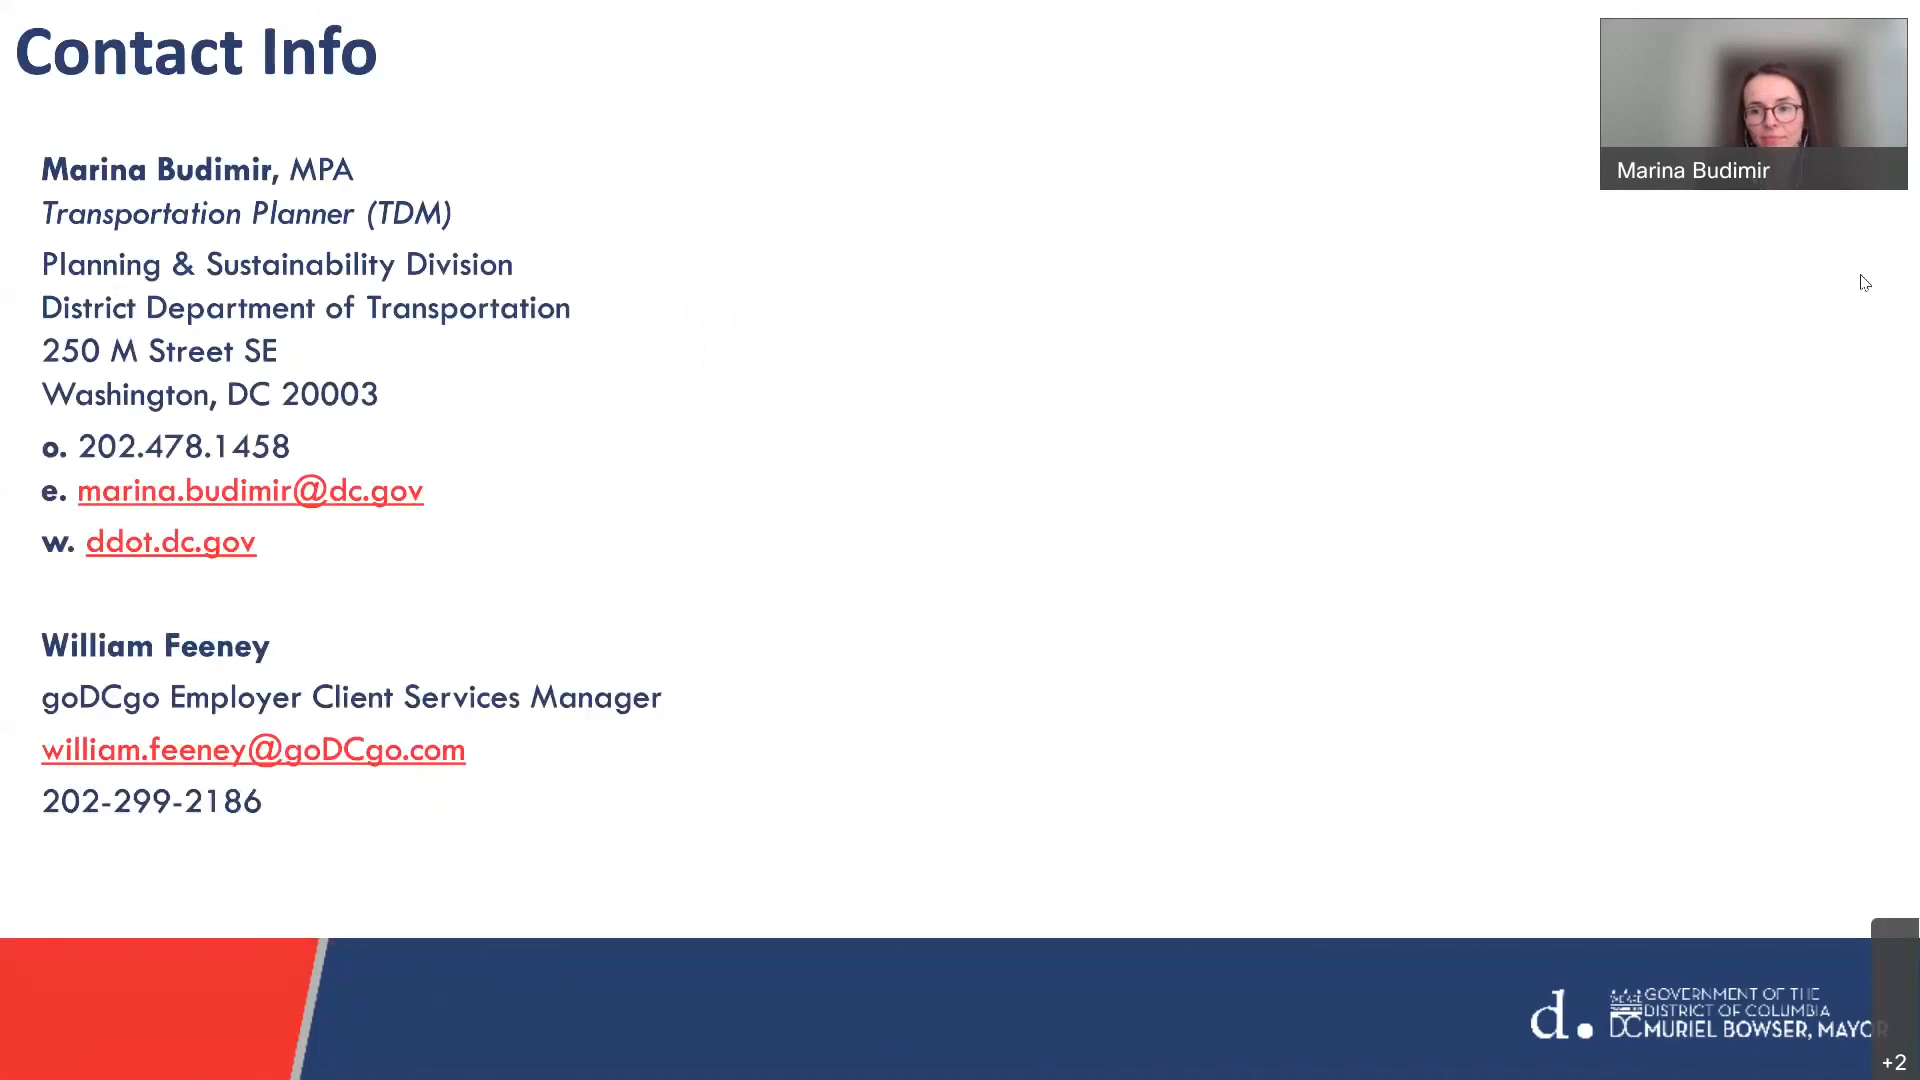 Contact Info
Marina Budimir
Marina Budimir, MPA
Transportation Planner (TDM)
Planning & Sustainability Division
District Department of Transportation
250 M Street SE
Washington, DC 20003
o. 202.478.1458
e. marina.budimir@dc.gov
w. ddot.dc.gov
William Feeney
goDCgo Employer Client Services Manager
william.feeney@goDCgo.com
202-299-2186
d.
GOVERNMENT OF THE
DISTRICT OF COLUMBIA
DC MURIEL BOWSER, MAYOR
+2